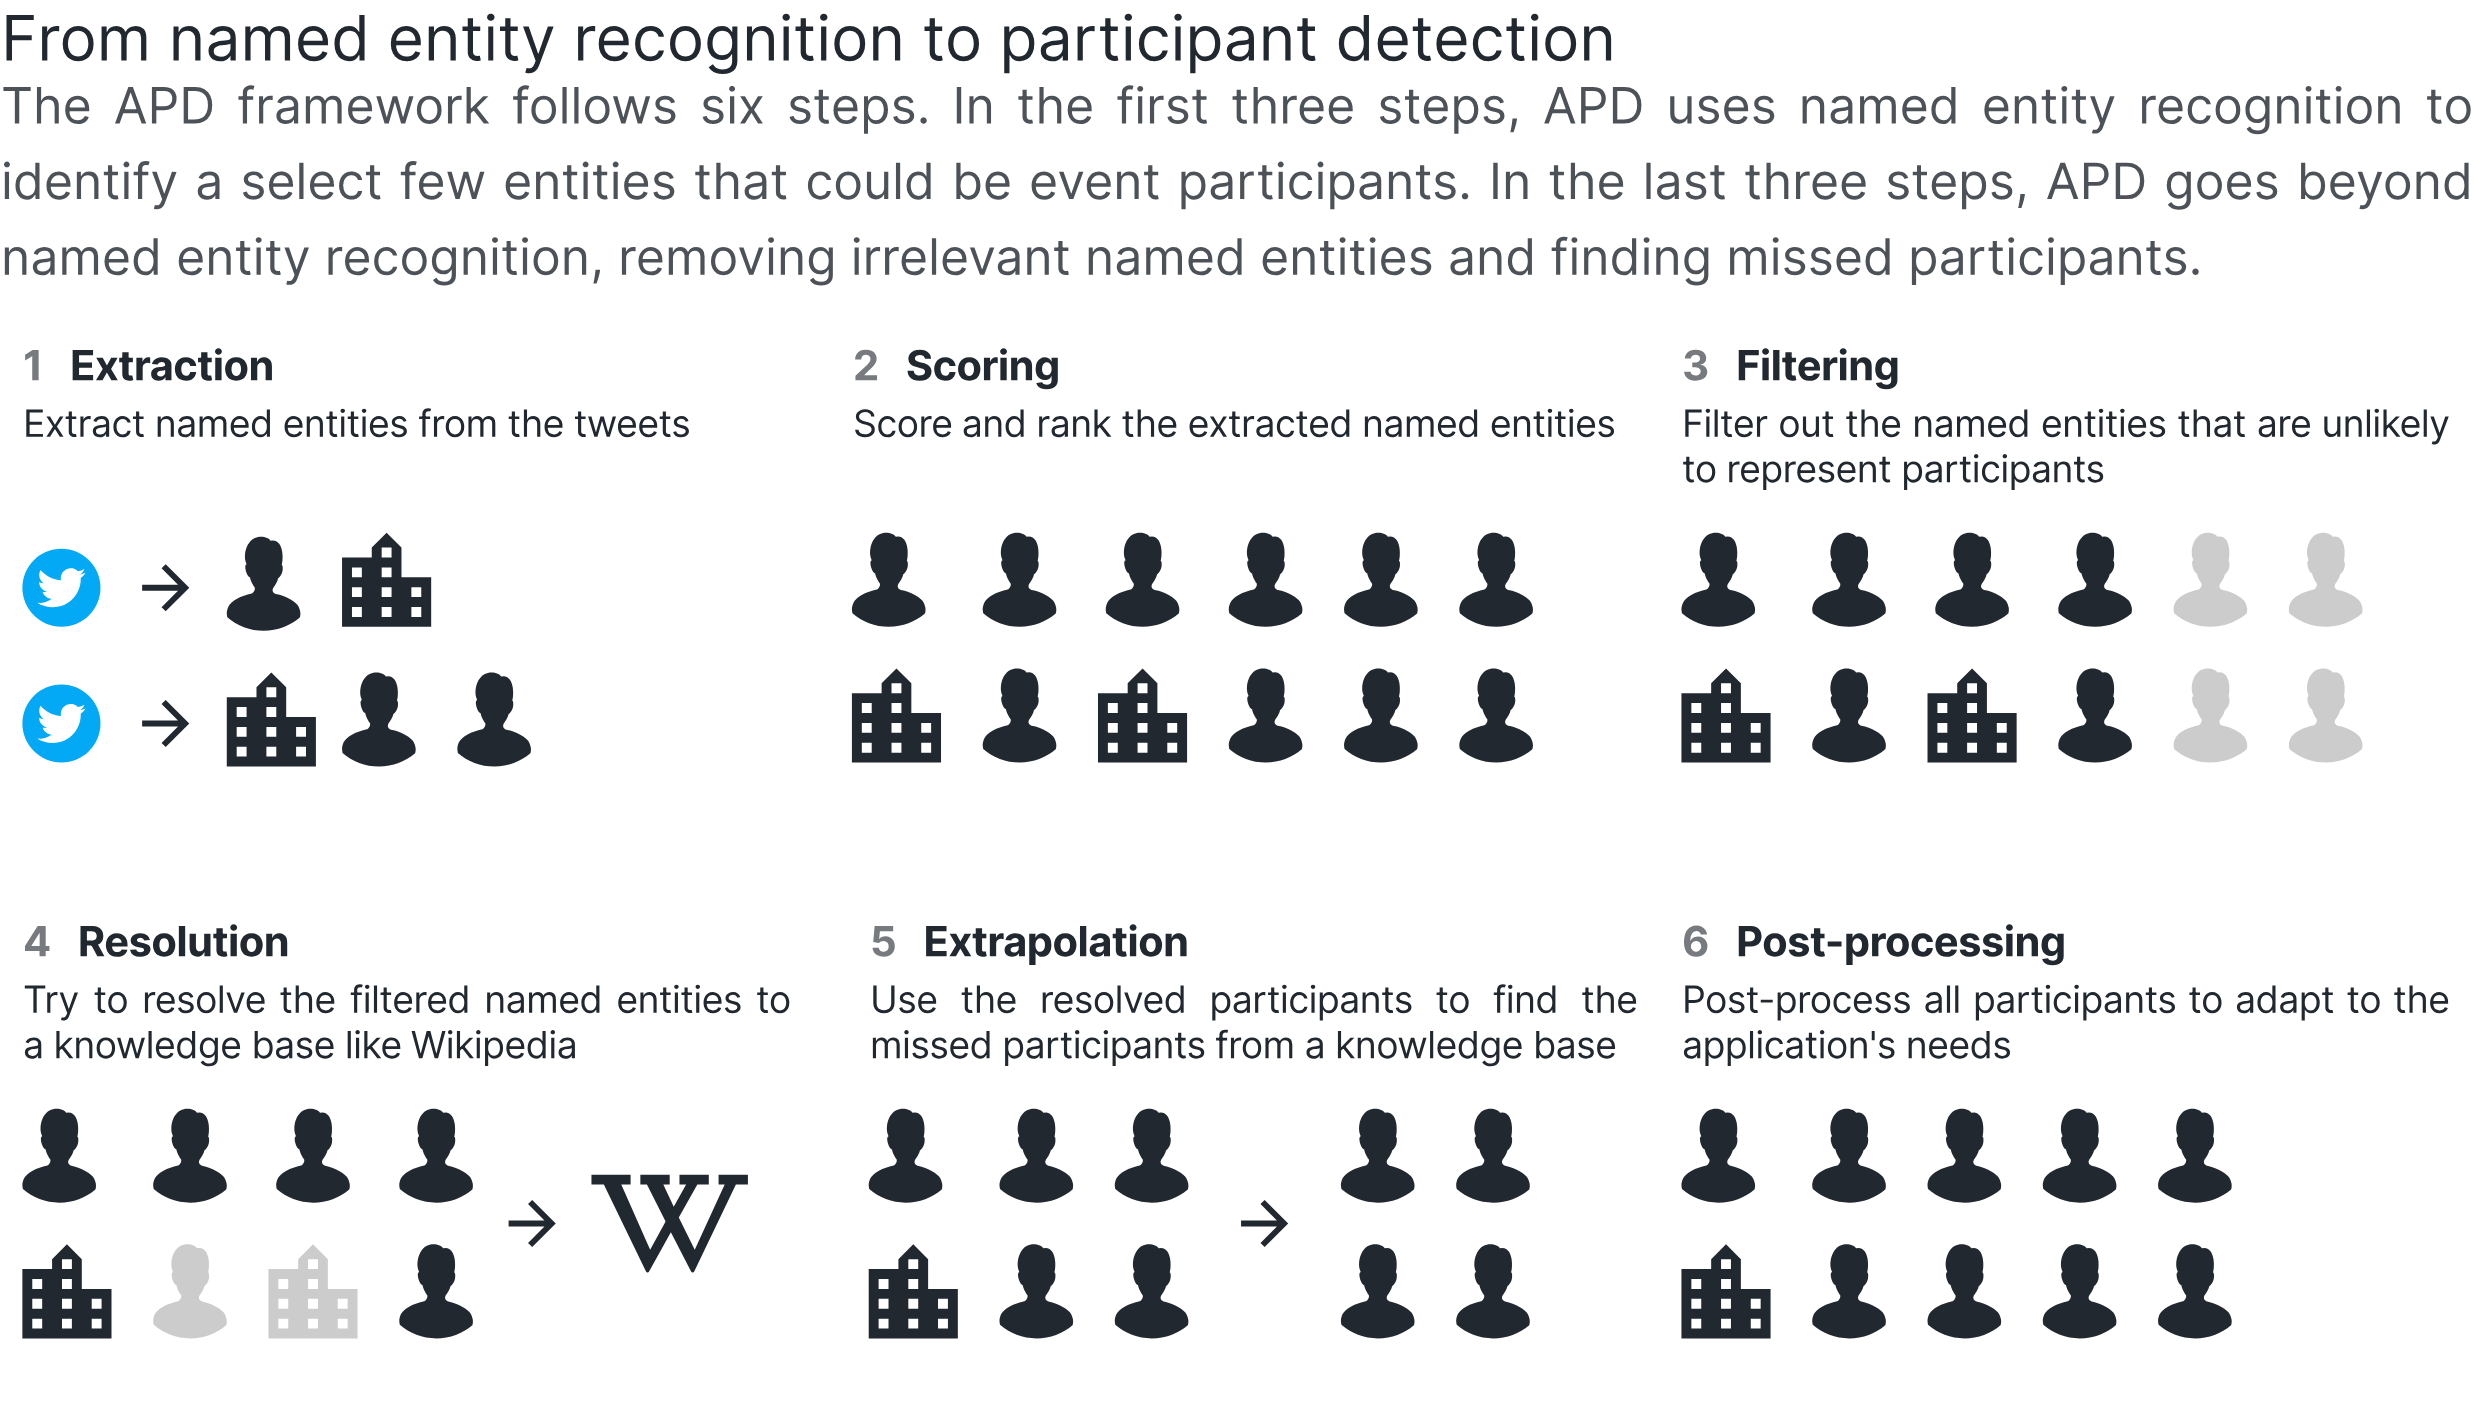 From named entity recognition to participant detection
The APD framework follows six steps. In the first three steps, APD uses named entity recognition to
identify a select few entities that could be event participants. In the last three steps, APD goes beyond
named entity recognition, removing irrelevant named entities and finding missed participants.
1 Extraction
Extract named entities from the tweets
2 Scoring
Score and rank the extracted named entities
3 Filtering
Filter out the named entities that are unlikely
to represent participants
4 Resolution
Try to resolve the filtered named entities to
a knowledge base like Wikipedia
W
5 Extrapolation
Use the resolved participants to find the
missed participants from a knowledge base
6 Post-processing
Post-process all participants to adapt to the
application's needs